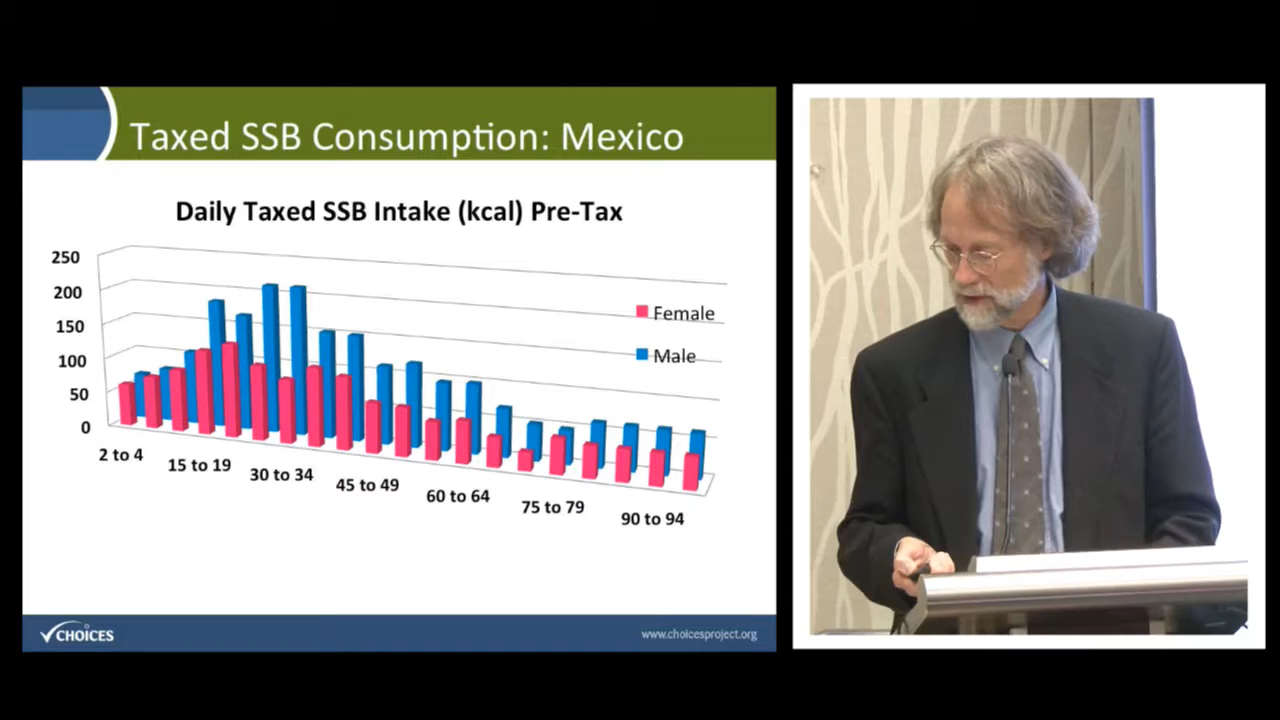 Taxed SSB Consumption: Mexico
Daily Taxed SSB Intake (kcal) Pre-Tax
250
200
150
100
50
0
Female
Male
2 to 4
15 to 19
30 to 34
45 to 49
60 to 64
75 to 79
90 to 94
CHOICES
www.choicesproject.org